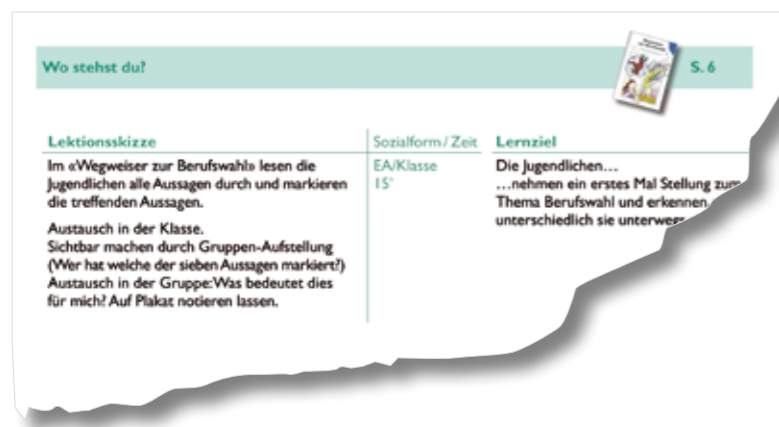 Wo stehst du?
S. 6
Lektionsskizze
Im «Wegweiser zur Berufswahl» lesen die
Jugendlichen alle Aussagen durch und markieren
die treffenden Aussagen.
Austausch in der Klasse.
Sichtbar machen durch Gruppen-Aufstellung
(Wer hat welche der sieben Aussagen markiert?)
Austausch in der Gruppe: Was bedeutet dies
für mich? Auf Plakat notieren lassen.
Sozialform / Zeit
EA/Klasse
15'
Lernziel
Die Jugendlichen…
…nehmen ein erstes Mal Stellung zum
Thema Berufswahl und erkennen,
unterschiedlich sie